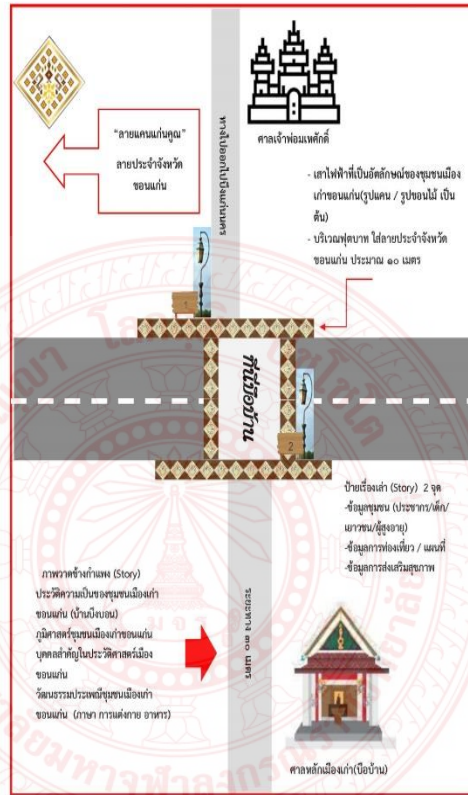 "ลายแคนแก่นคูณ"
ลายประจำจังหวัด
ขอนแก่น
ทางไปออกไปบึงแก่นนคร
ศาลเจ้าพ่อมเหศักดิ์
- เสาไฟฟ้าที่เป็นอัตลักษณ์ของชุมชนเมือง
เก่าขอนแก่น(รูปแคน / รูปขอนไม้ เป็น
ต้น)
- บริเวณฟุตบาท ใส่ลายประจำจังหวัด
ขอนแก่น ประมาณ ๑๐ เมตร
1
ที่นี่บือบ้าน
2
ป้ายเรื่องเล่า (Story) 2 จุด
-ข้อมูลชุมชน (ประชากร/เด็ก/
เยาวชน/ผู้สูงอายุ)
-ข้อมูลการท่องเที่ยว / แผนที่
-ข้อมูลการส่งเสริมสุขภาพ
ภาพวาดข้างกำแพง (Story)
ประวัติความเป็นของชุมชนเมืองเก่า
ขอนแก่น (บ้านบึงบอน)
ภูมิศาสตร์ชุมชนเมืองเก่าขอนแก่น
บุคคลสำคัญในประวัติศาสตร์เมือง
ขอนแก่น
วัฒนธรรมประเพณีชุมชนเมืองเก่า
ขอนแก่น (ภาษา การแต่งกาย อาหาร)
ระยะทาง ๓๐ เมตร
ศาลหลักเมืองเก่า(บือบ้าน)